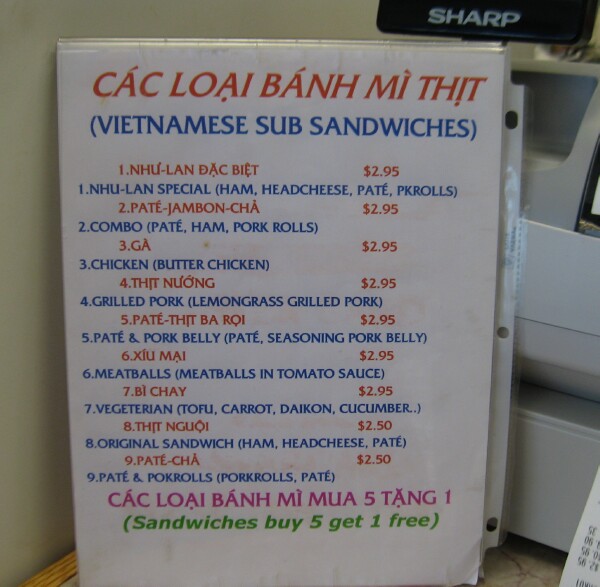 SHARP
CÁC LOẠI BÁNH MÌ THỊT
(VIETNAMESE SUB SANDWICHES)
1.NHƯ-LAN ĐẶC BIỆT $2.95
1.NHU-LAN SPECIAL (HAM, HEADCHEESE, PATÉ, PKROLLS)
2.PATÉ-JAMBON-CHẢ $2.95
2.COMBO (PATÉ, HAM, PORK ROLLS)
3.GÀ $2.95
3.CHICKEN (BUTTER CHICKEN)
4.THỊT NƯỚNG $2.95
4.GRILLED PORK (LEMONGRASS GRILLED PORK)
5.PATÉ-THỊT BA RỌI $2.95
5.PATÉ & PORK BELLY (PATÉ, SEASONING PORK BELLY)
6.XÍU MẠI $2.95
6.MEATBALLS (MEATBALLS IN TOMATO SAUCE)
7.BÌ CHAY $2.95
7.VEGETERIAN (TOFU, CARROT, DAIKON, CUCUMBER..)
8.THỊT NGUỘI $2.50
8.ORIGINAL SANDWICH (HAM, HEADCHEESE, PATÉ)
9.PATÉ-CHẢ $2.50
9.PATÉ & POKROLLS (PORKROLLS, PATÉ)
CÁC LOẠI BÁNH MÌ MUA 5 TẶNG 1
(Sandwiches buy 5 get 1 free)